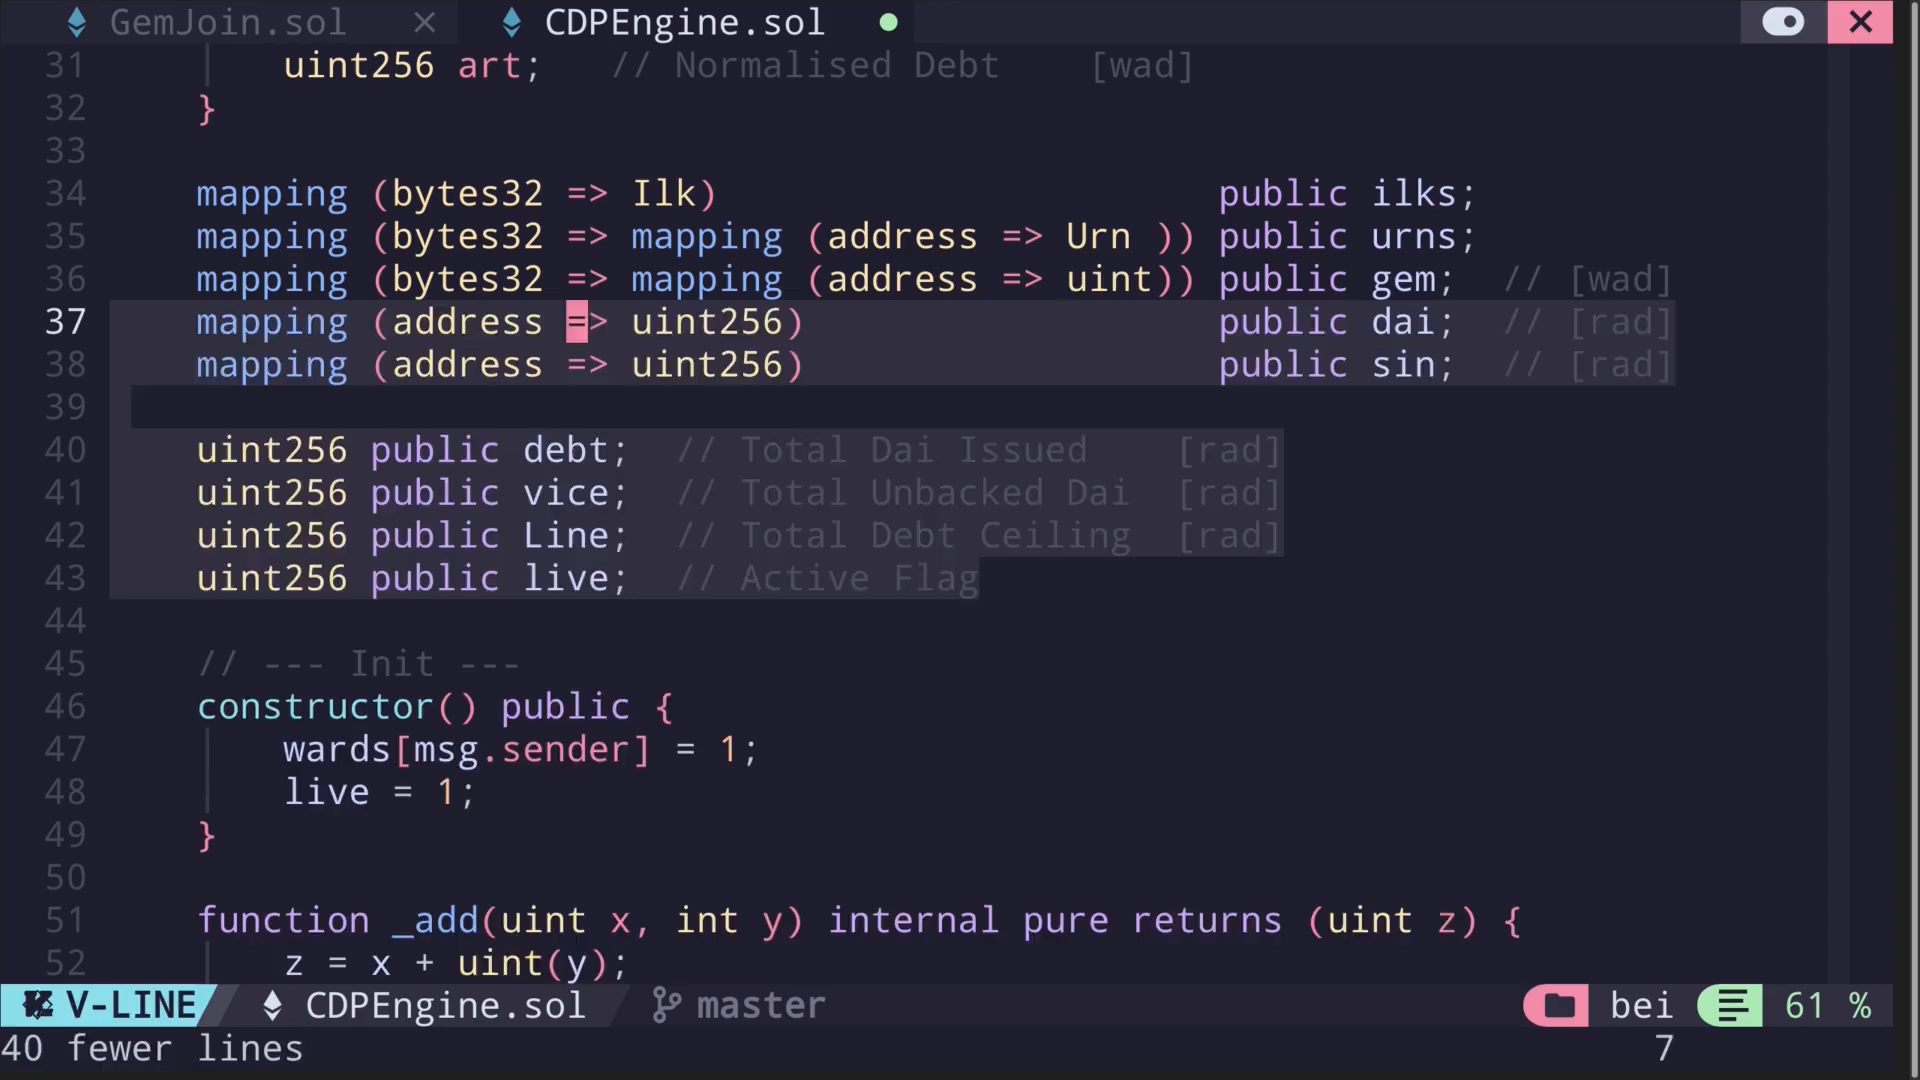 GemJoin.sol CDPEngine.sol
31 uint256 art; // Normalised Debt [wad]
32 }
33
34 mapping (bytes32 => Ilk) public ilks;
35 mapping (bytes32 => mapping (address => Urn )) public urns;
36 mapping (bytes32 => mapping (address => uint)) public gem; // [wad]
37 mapping (address => uint256) public dai; // [rad]
38 mapping (address => uint256) public sin; // [rad]
39
40 uint256 public debt; // Total Dai Issued [rad]
41 uint256 public vice; // Total Unbacked Dai [rad]
42 uint256 public Line; // Total Debt Ceiling [rad]
43 uint256 public live; // Active Flag
44
45 // --- Init ---
46 constructor() public {
47 wards[msg.sender] = 1;
48 live = 1;
49 }
50
51 function _add(uint x, int y) internal pure returns (uint z) {
52 z = x + uint(y);
V-LINE CDPEngine.sol master bei 61 %
40 fewer lines 7